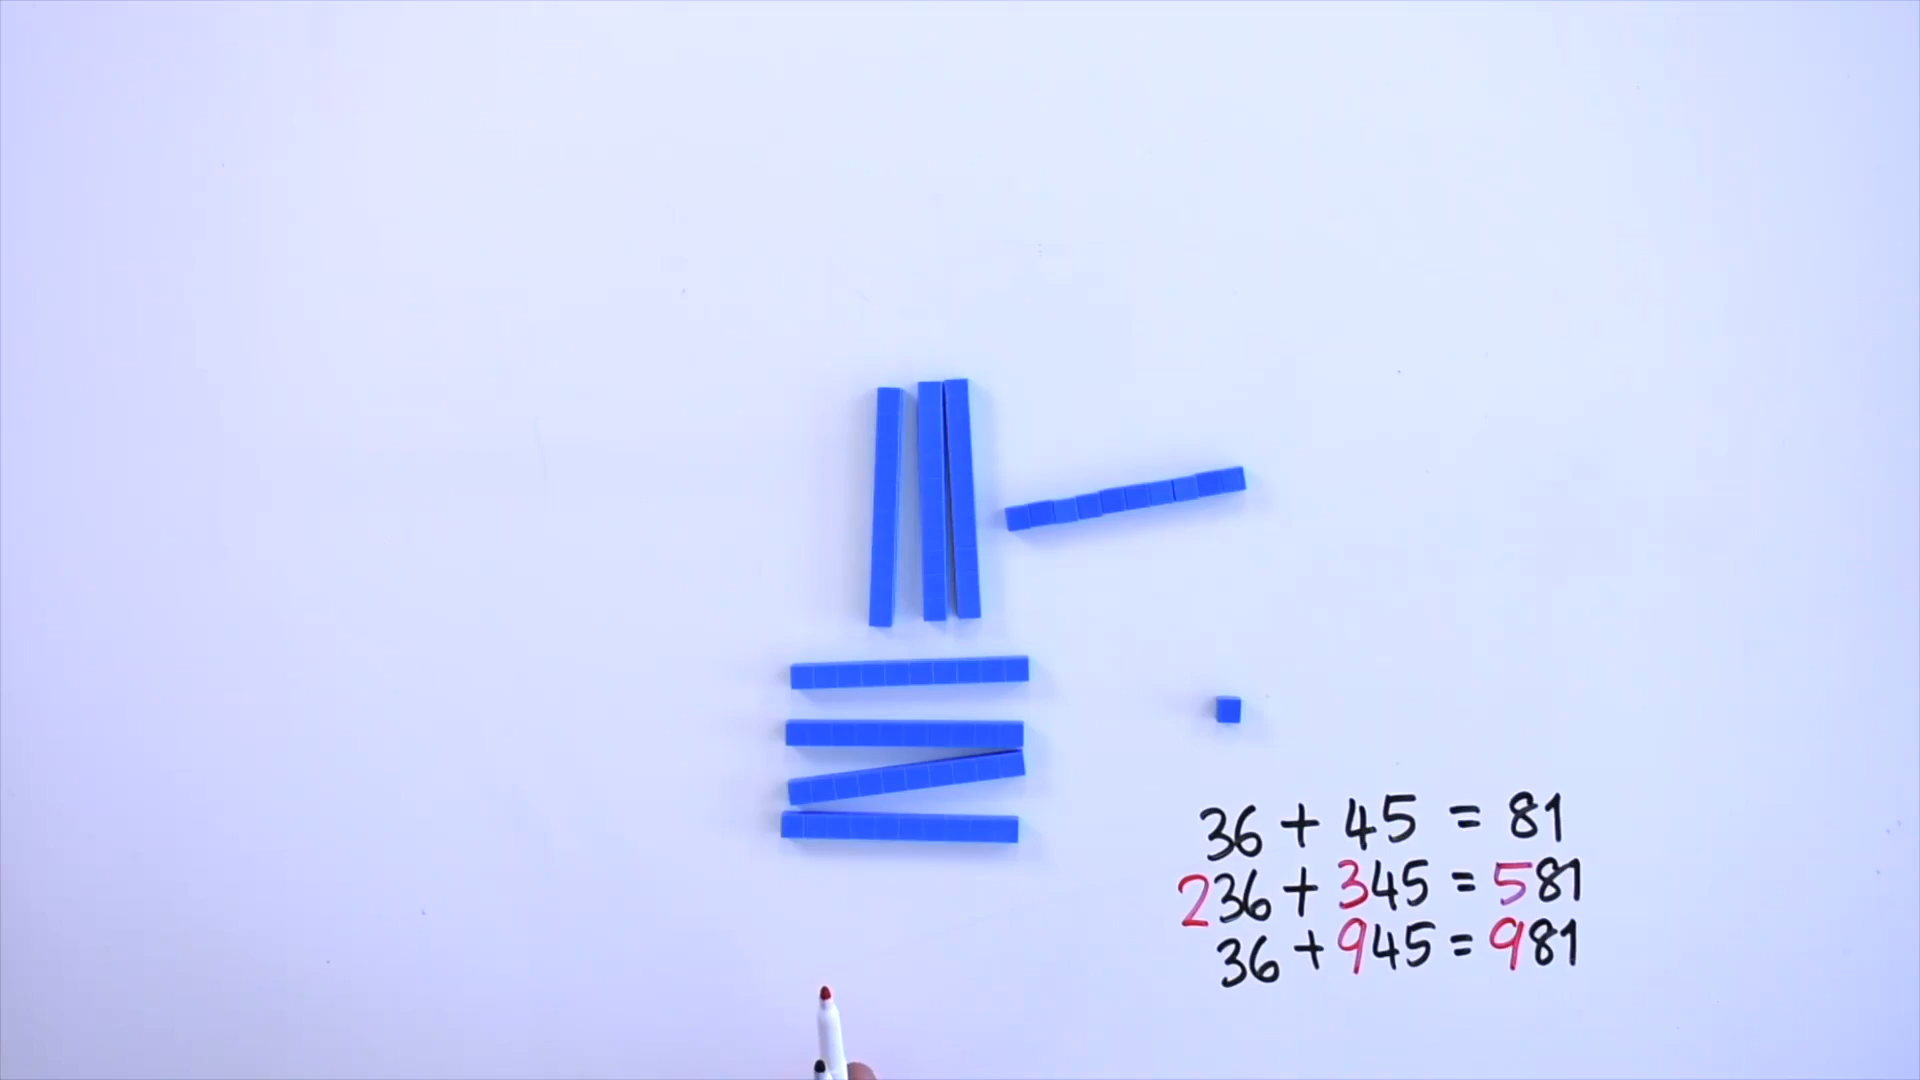 36 + 45 = 81
236 + 345 = 581
36 + 945 = 981